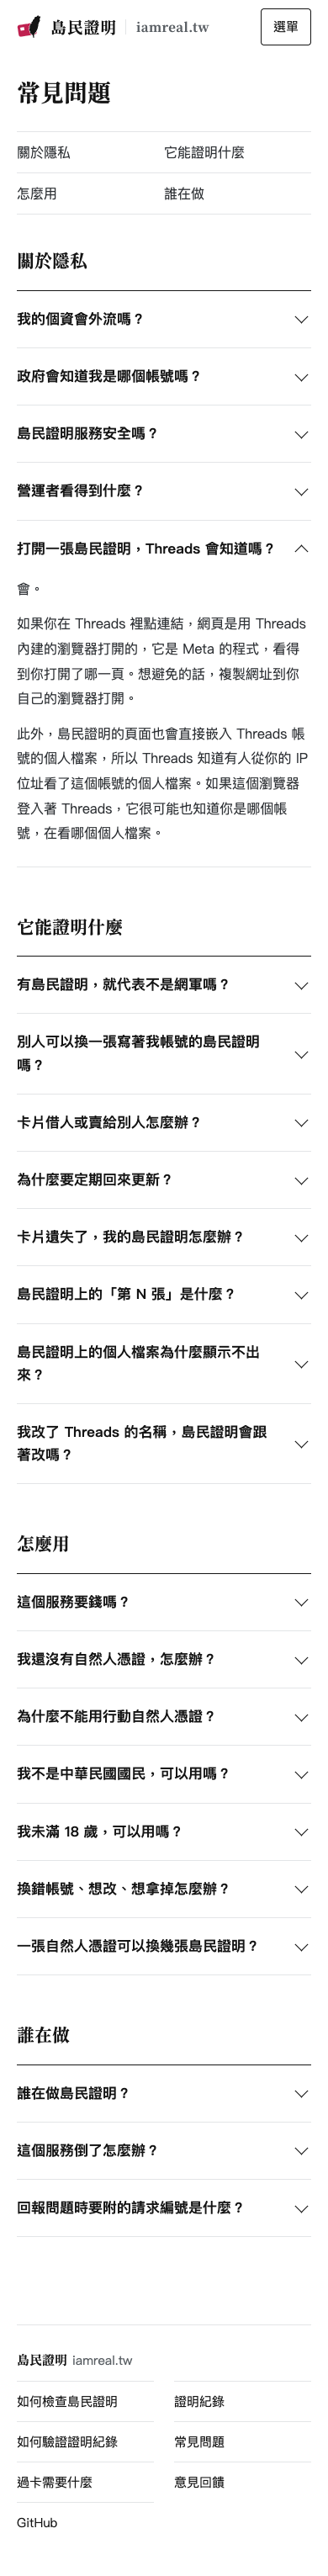 島民證明 iamreal.tw
選單
常見問題
關於隱私
它能證明什麼
怎麼用
誰在做
關於隱私
我的個資會外流嗎？
政府會知道我是哪個帳號嗎？
島民證明服務安全嗎？
營運者看得到什麼？
打開一張島民證明，Threads 會知道嗎？
會。
如果你在 Threads 裡點連結，網頁是用 Threads
內建的瀏覽器打開的，它是 Meta 的程式，看得
到你打開了哪一頁。想避免的話，複製網址到你
自己的瀏覽器打開。
此外，島民證明的頁面也會直接嵌入 Threads 帳
號的個人檔案，所以 Threads 知道有人從你的 IP
位址看了這個帳號的個人檔案。如果這個瀏覽器
登入著 Threads，它很可能也知道你是哪個帳
號，在看哪個個人檔案。
它能證明什麼
有島民證明，就代表不是網軍嗎？
別人可以換一張寫著我帳號的島民證明
嗎？
卡片借人或賣給別人怎麼辦？
為什麼要定期回來更新？
卡片遺失了，我的島民證明怎麼辦？
島民證明上的「第 N 張」是什麼？
島民證明上的個人檔案為什麼顯示不出
來？
我改了 Threads 的名稱，島民證明會跟
著改嗎？
怎麼用
這個服務要錢嗎？
我還沒有自然人憑證，怎麼辦？
為什麼不能用行動自然人憑證？
我不是中華民國國民，可以用嗎？
我未滿 18 歲，可以用嗎？
換錯帳號、想改、想拿掉怎麼辦？
一張自然人憑證可以換幾張島民證明？
誰在做
誰在做島民證明？
這個服務倒了怎麼辦？
回報問題時要附的請求編號是什麼？
島民證明 iamreal.tw
如何檢查島民證明
證明紀錄
如何驗證證明紀錄
常見問題
過卡需要什麼
意見回饋
GitHub